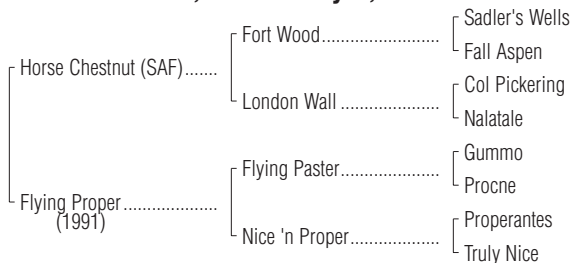 Sadler's Wells
Fort Wood........................
Fall Aspen
Horse Chestnut (SAF).......
Col Pickering
London Wall ....................
Nalatale
Gummo
Flying Paster....................
Procne
Flying Proper....................
(1991)
Properantes
Nice 'n Proper..................
Truly Nice